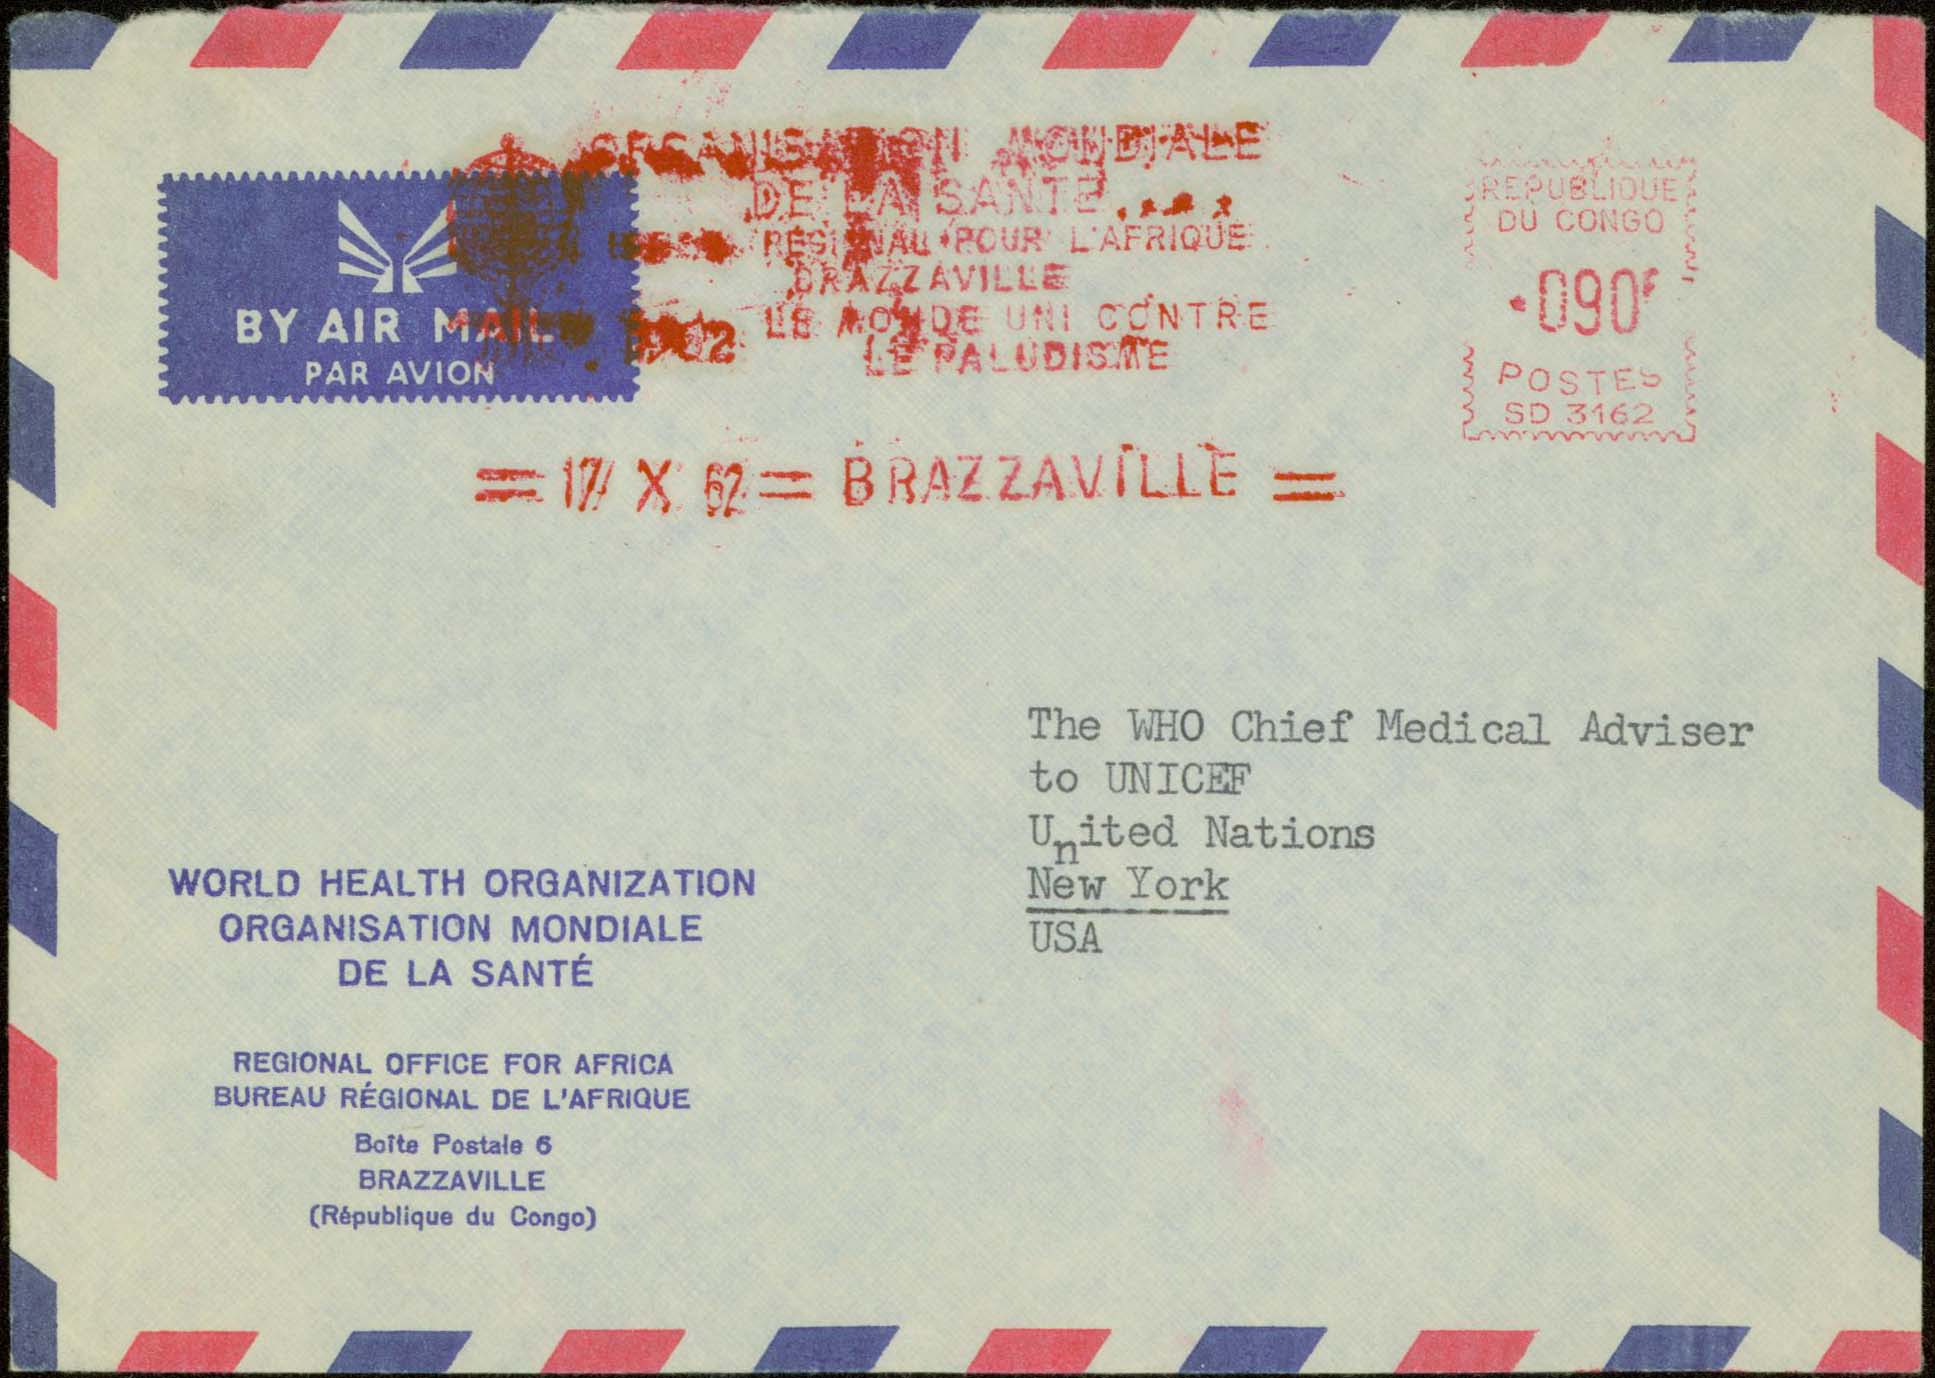 ORGANISATION MONDIALE
DE LA SANTE
REGIONAL POUR L'AFRIQUE
BRAZZAVILLE
1962 LE MONDE UNI CONTRE
LE PALUDISME
BY AIR MAIL
PAR AVION
REPUBLIQUE
DU CONGO
090F
POSTES
SD 3162
= 17 X 62 = BRAZZAVILLE =
The WHO Chief Medical Adviser
to UNICEF
United Nations
New York
USA
WORLD HEALTH ORGANIZATION
ORGANISATION MONDIALE
DE LA SANTÉ
REGIONAL OFFICE FOR AFRICA
BUREAU RÉGIONAL DE L'AFRIQUE
Boîte Postale 6
BRAZZAVILLE
(République du Congo)